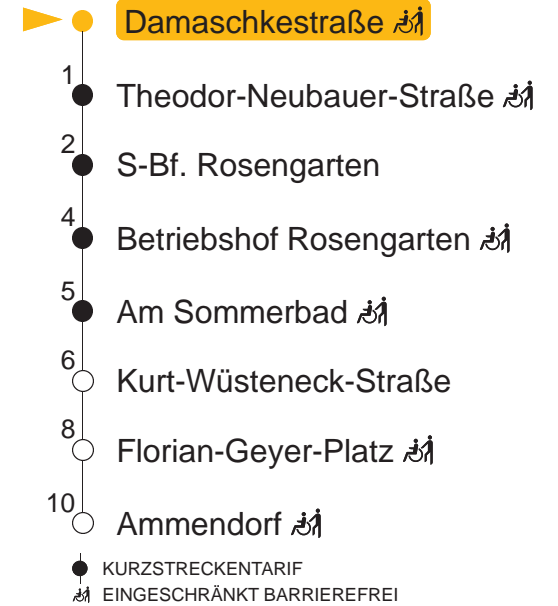 Damaschkestraße
1
Theodor-Neubauer-Straße
2
S-Bf. Rosengarten
4
Betriebshof Rosengarten
5
Am Sommerbad
6
Kurt-Wüsteneck-Straße
8
Florian-Geyer-Platz
10
Ammendorf
KURZSTRECKENTARIF
EINGESCHRÄNKT BARRIEREFREI